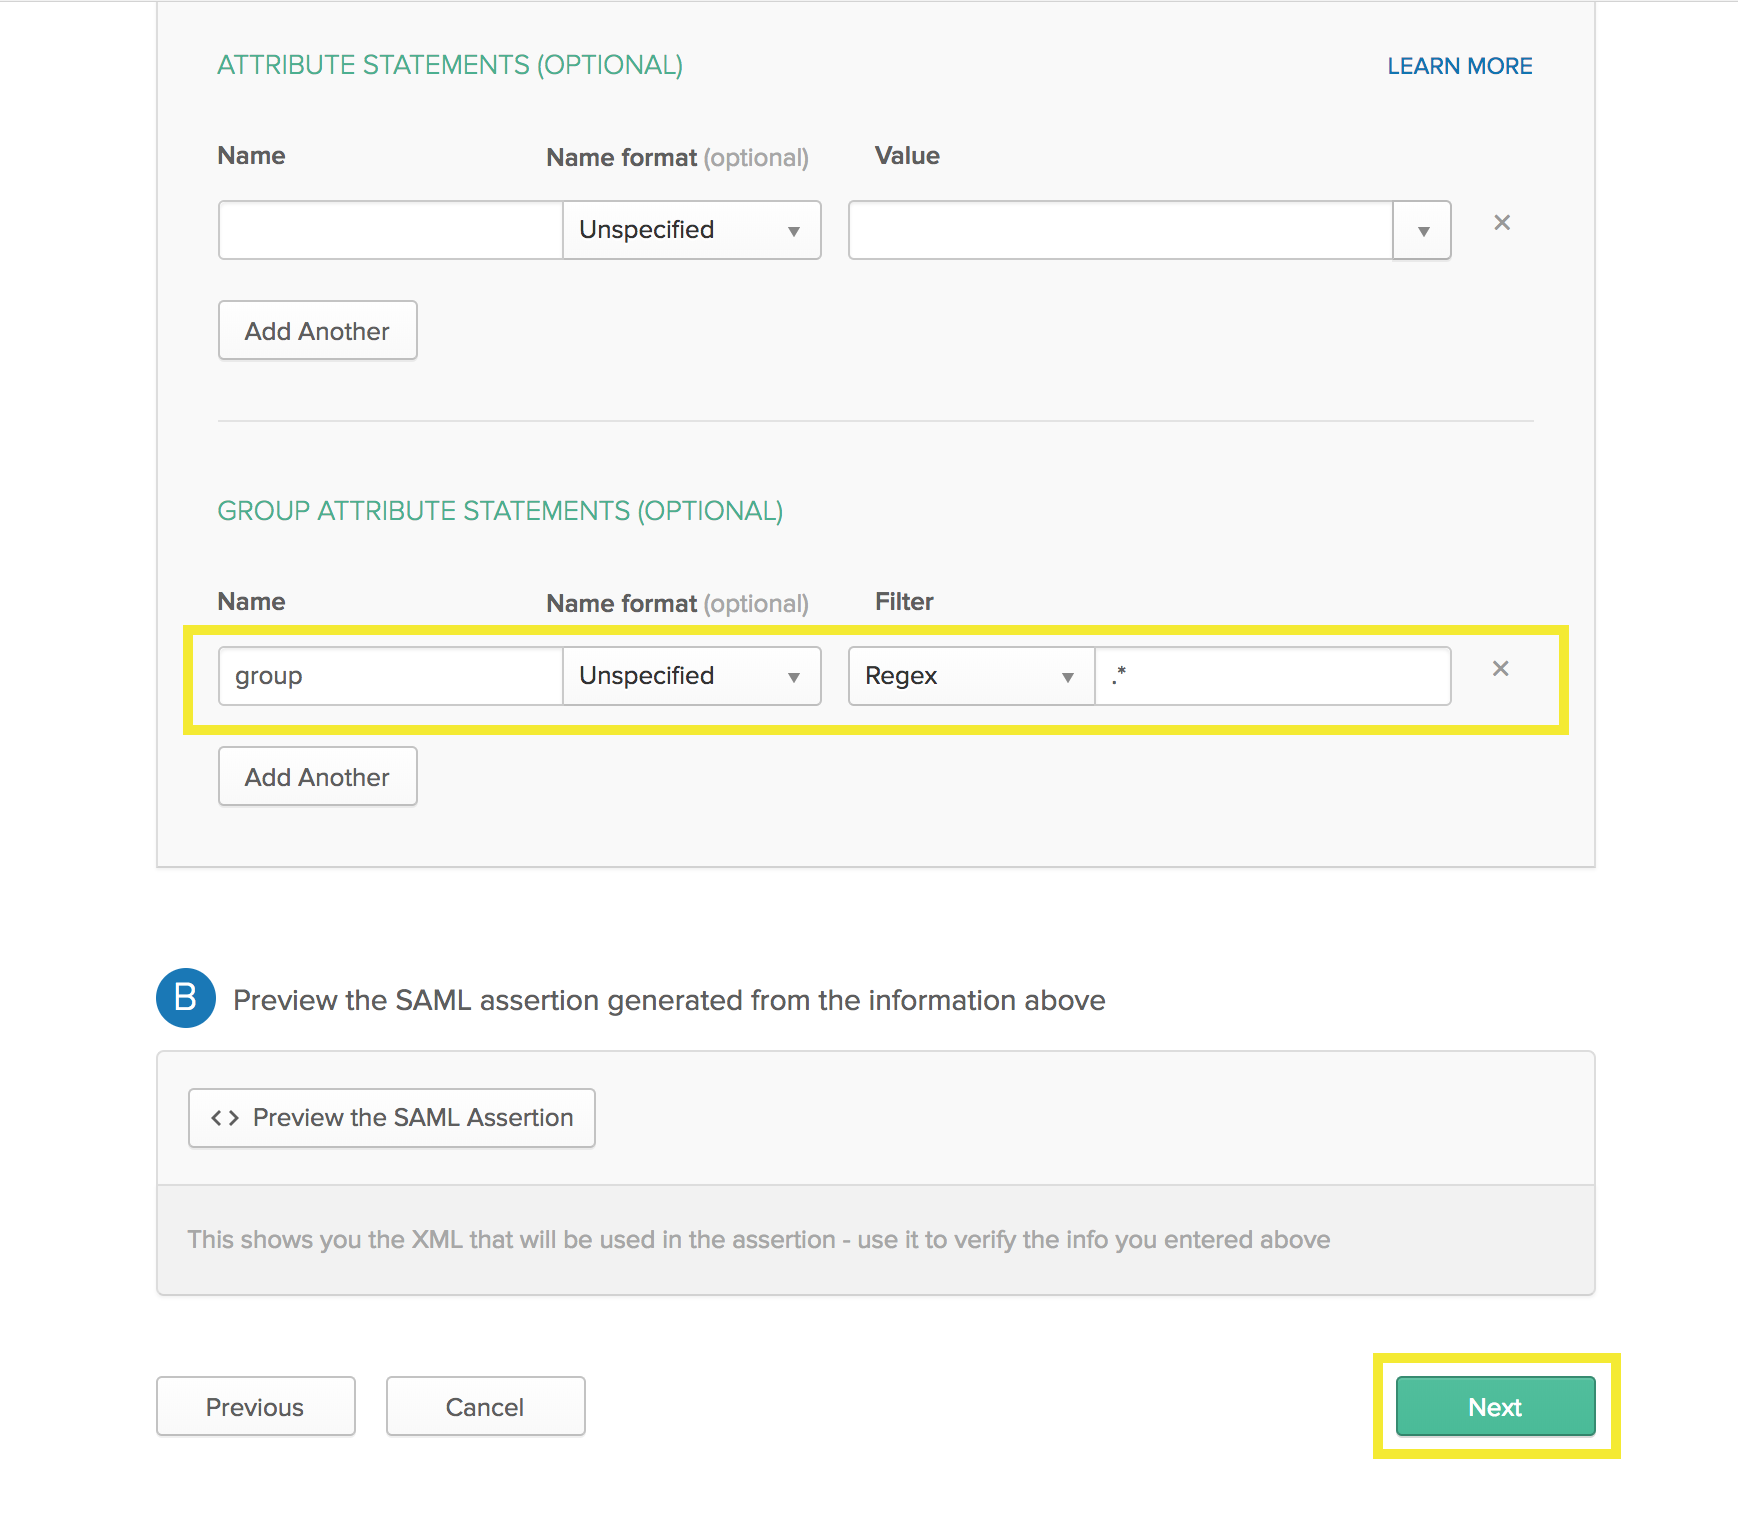 ATTRIBUTE STATEMENTS (OPTIONAL) LEARN MORE
Name Name format (optional) Value
Unspecified
Add Another
GROUP ATTRIBUTE STATEMENTS (OPTIONAL)
Name Name format (optional) Filter
group Unspecified Regex .*
Add Another
B Preview the SAML assertion generated from the information above
<> Preview the SAML Assertion
This shows you the XML that will be used in the assertion - use it to verify the info you entered above
Previous Cancel Next